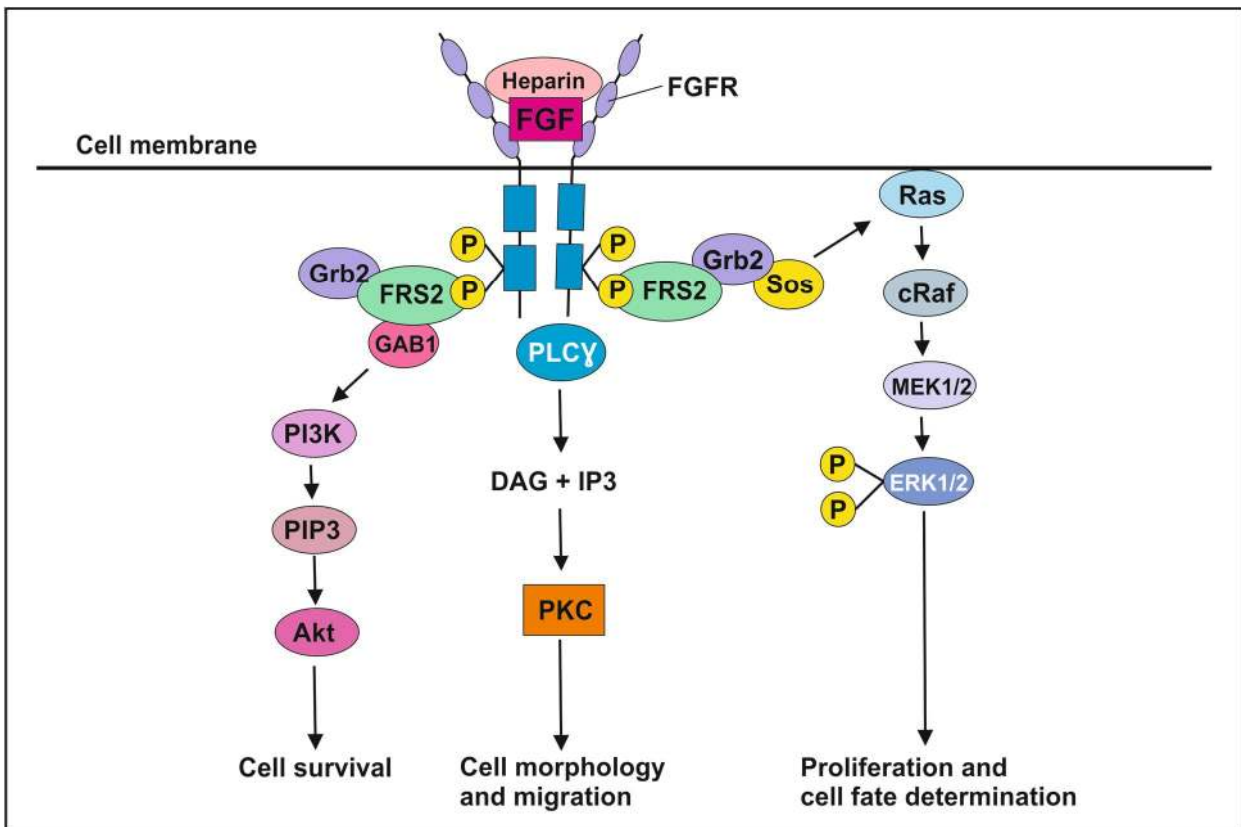 Heparin
FGF
FGFR
Cell membrane
Ras
P
P
Grb2
FRS2
P
P
FRS2
Grb2
Sos
cRaf
GAB1
PLCɣ
MEK1/2
PI3K
DAG + IP3
P
P
ERK1/2
PIP3
PKC
Akt
Cell survival
Cell morphology
and migration
Proliferation and
cell fate determination